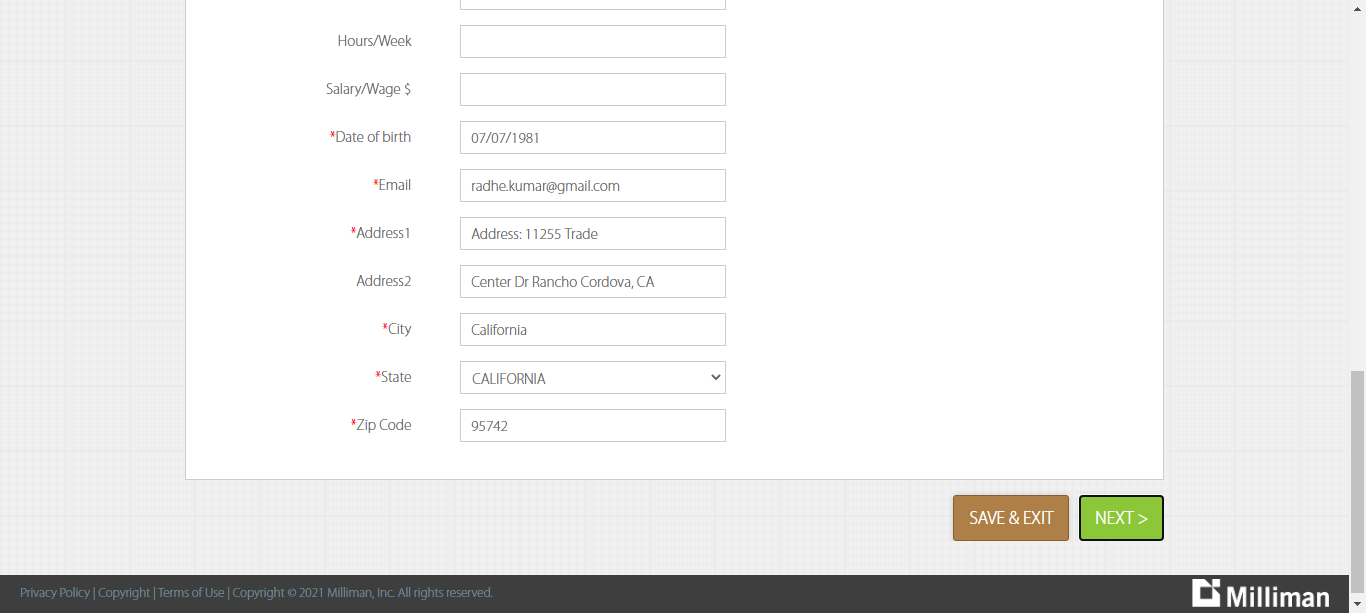 Hours/Week
Salary/Wage $
*Date of birth 07/07/1981
*Email radhe.kumar@gmail.com
*Address1 Address: 11255 Trade
Address2 Center Dr Rancho Cordova, CA
*City California
*State CALIFORNIA
*Zip Code 95742
SAVE & EXIT NEXT >
Privacy Policy | Copyright | Terms of Use | Copyright © 2021 Milliman, Inc. All rights reserved. Milliman